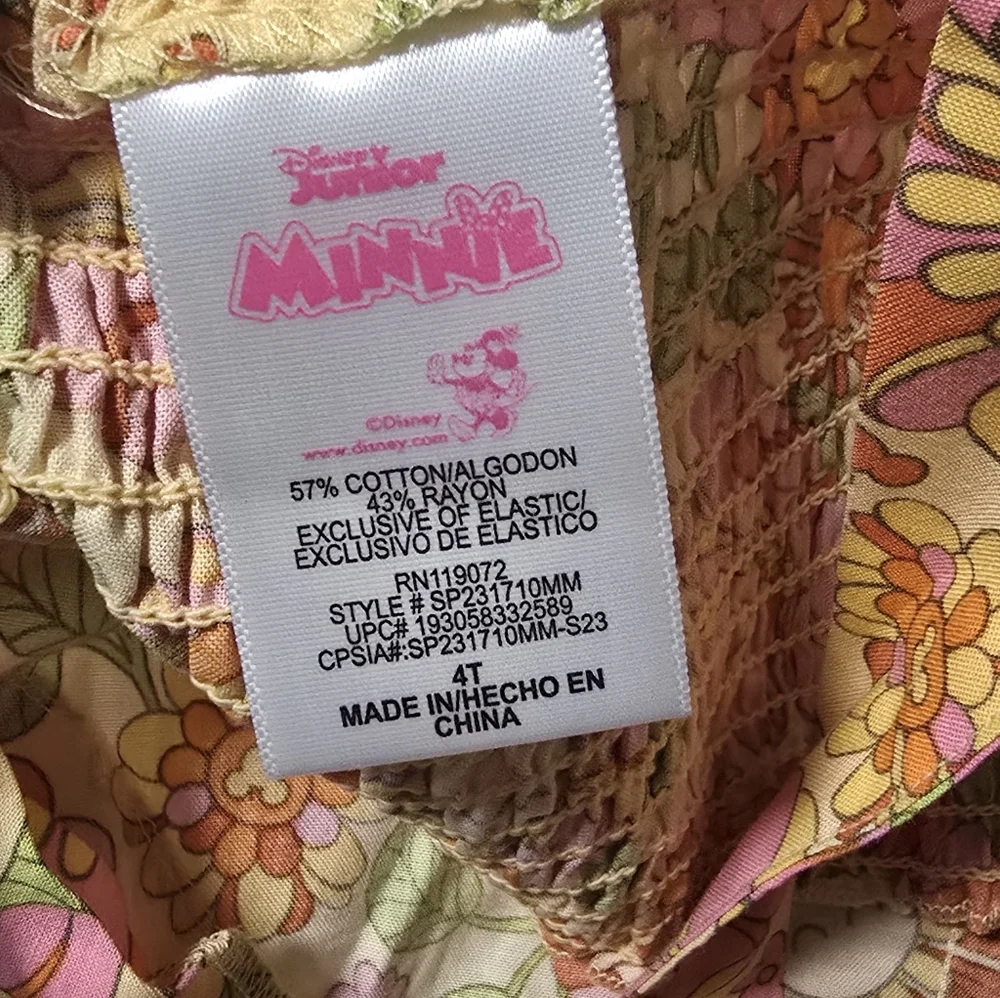 Disney
Junior
MINNIE
©Disney
www.disney.com
57% COTTON/ALGODON
43% RAYON
EXCLUSIVE OF ELASTIC/
EXCLUSIVO DE ELASTICO
RN119072
STYLE # SP231710MM
UPC# 193058332589
CPSIA#:SP231710MM-S23
4T
MADE IN/HECHO EN
CHINA